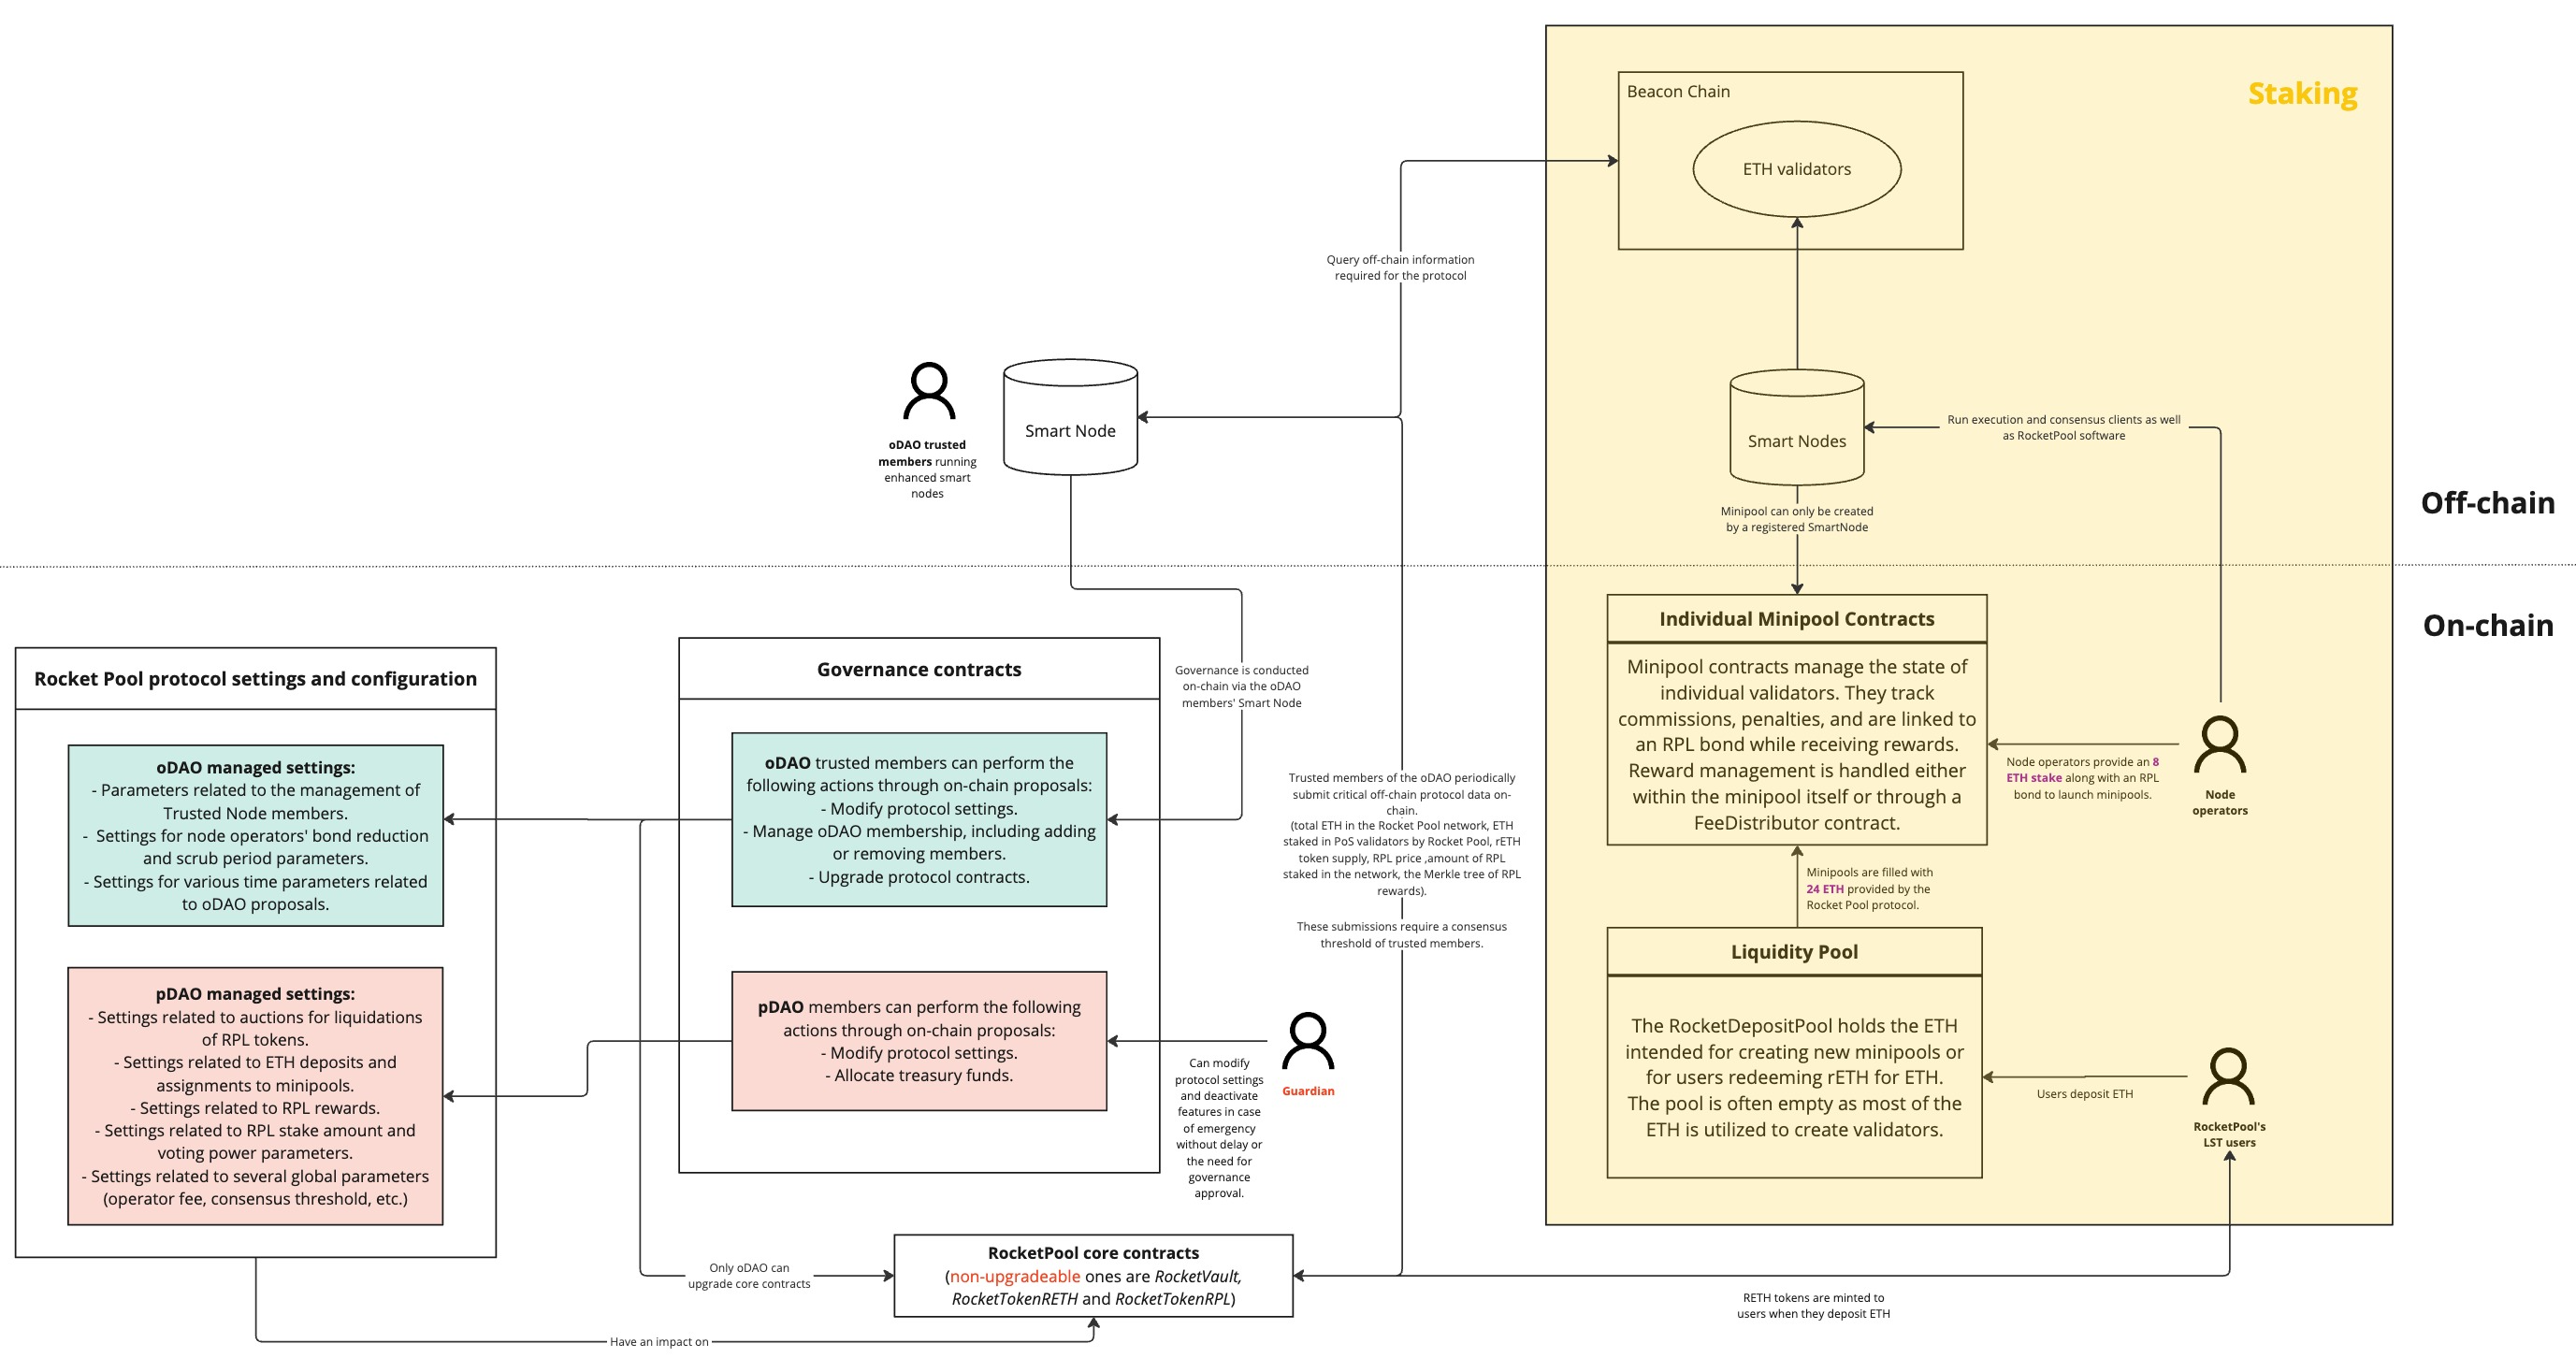 Staking
Beacon Chain
ETH validators
Query off-chain information
required for the protocol
oDAO trusted
members running
enhanced smart
nodes
Smart Node
Smart Nodes
Run execution and consensus clients as well
as RocketPool software
Minipool can only be created
by a registered SmartNode
Off-chain
On-chain
Rocket Pool protocol settings and configuration
oDAO managed settings:
- Parameters related to the management of
Trusted Node members.
- Settings for node operators' bond reduction
and scrub period parameters.
- Settings for various time parameters related
to oDAO proposals.
pDAO managed settings:
- Settings related to auctions for liquidations
of RPL tokens.
- Settings related to ETH deposits and
assignments to minipools.
- Settings related to RPL rewards.
- Settings related to RPL stake amount and
voting power parameters.
- Settings related to several global parameters
(operator fee, consensus threshold, etc.)
Governance contracts
oDAO trusted members can perform the
following actions through on-chain proposals:
- Modify protocol settings.
- Manage oDAO membership, including adding
or removing members.
- Upgrade protocol contracts.
pDAO members can perform the following
actions through on-chain proposals:
- Modify protocol settings.
- Allocate treasury funds.
Governance is conducted
on-chain via the oDAO
members' Smart Node
Trusted members of the oDAO periodically
submit critical off-chain protocol data on-
chain.
(total ETH in the Rocket Pool network, ETH
staked in PoS validators by Rocket Pool, rETH
token supply, RPL price ,amount of RPL
staked in the network, the Merkle tree of RPL
rewards).
These submissions require a consensus
threshold of trusted members.
Guardian
Can modify
protocol settings
and deactivate
features in case
of emergency
without delay or
the need for
governance
approval.
Individual Minipool Contracts
Minipool contracts manage the state of
individual validators. They track
commissions, penalties, and are linked to
an RPL bond while receiving rewards.
Reward management is handled either
within the minipool itself or through a
FeeDistributor contract.
Node operators provide an 8
ETH stake along with an RPL
bond to launch minipools.
Node
operators
Minipools are filled with
24 ETH provided by the
Rocket Pool protocol.
Liquidity Pool
The RocketDepositPool holds the ETH
intended for creating new minipools or
for users redeeming rETH for ETH.
The pool is often empty as most of the
ETH is utilized to create validators.
Users deposit ETH
RocketPool's
LST users
Only oDAO can
upgrade core contracts
RocketPool core contracts
(non-upgradeable ones are RocketVault,
RocketTokenRETH and RocketTokenRPL)
RETH tokens are minted to
users when they deposit ETH
Have an impact on